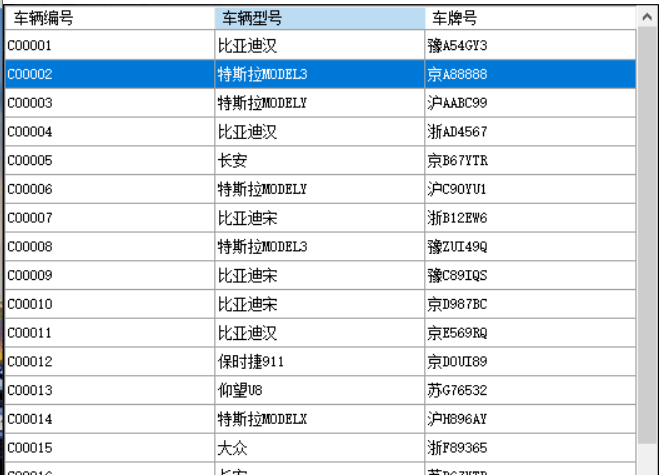 车辆编号 车辆型号 车牌号
C00001 比亚迪汉 豫A54GY3
C00002 特斯拉MODEL3 京A88888
C00003 特斯拉MODELY 沪AABC99
C00004 比亚迪汉 浙AD4567
C00005 长安 京B67YTR
C00006 特斯拉MODELY 沪C90YU1
C00007 比亚迪宋 浙B12EW6
C00008 特斯拉MODEL3 豫ZUI49Q
C00009 比亚迪宋 豫C89IQS
C00010 比亚迪宋 京D987BC
C00011 比亚迪汉 京E569RQ
C00012 保时捷911 京DOUI89
C00013 仰望U8 苏G76532
C00014 特斯拉MODELX 沪H896AY
C00015 大众 浙F89365